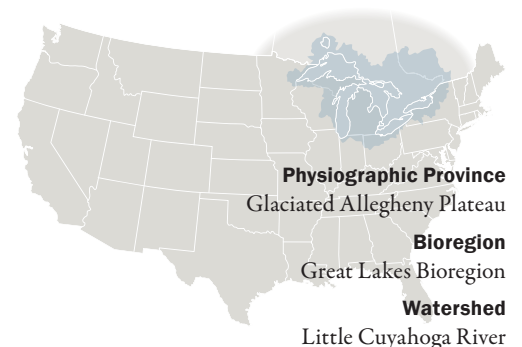 Physiographic Province
Glaciated Allegheny Plateau
Bioregion
Great Lakes Bioregion
Watershed
Little Cuyahoga River